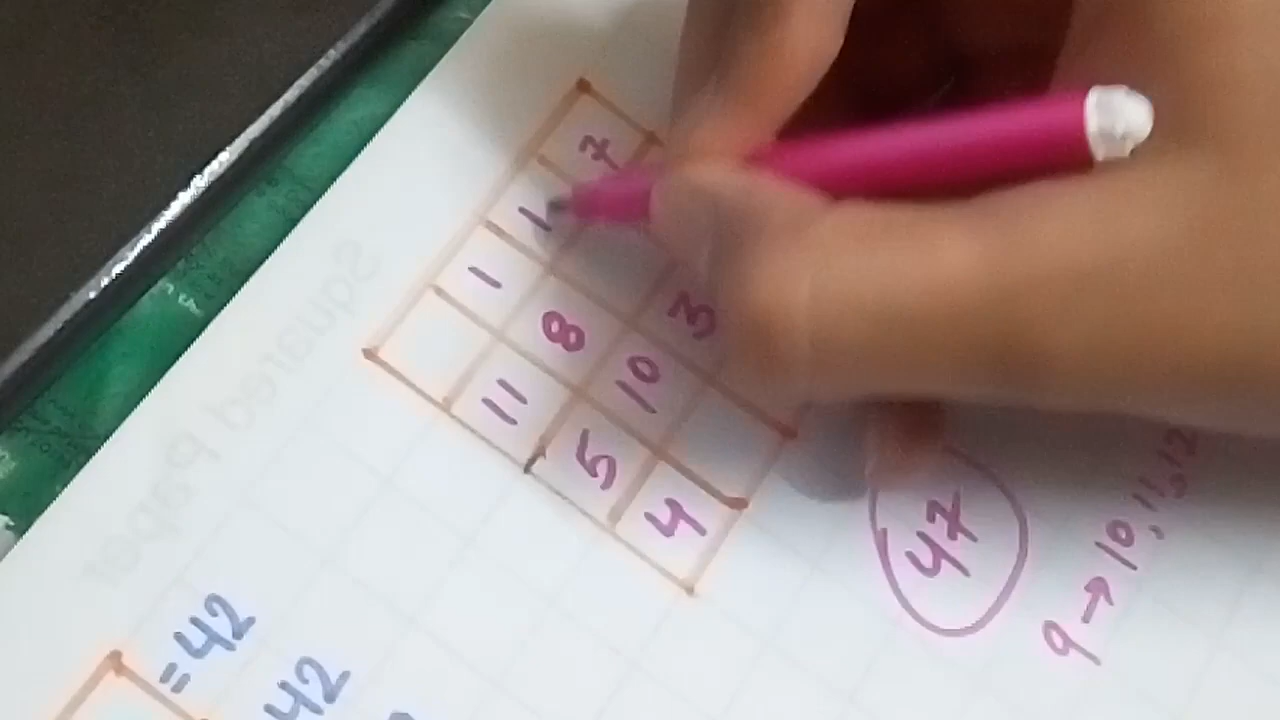 Squared Paper
1 1 7
11 8
5 10 3
4
47
9 → 10, 11, 12
= 42
42